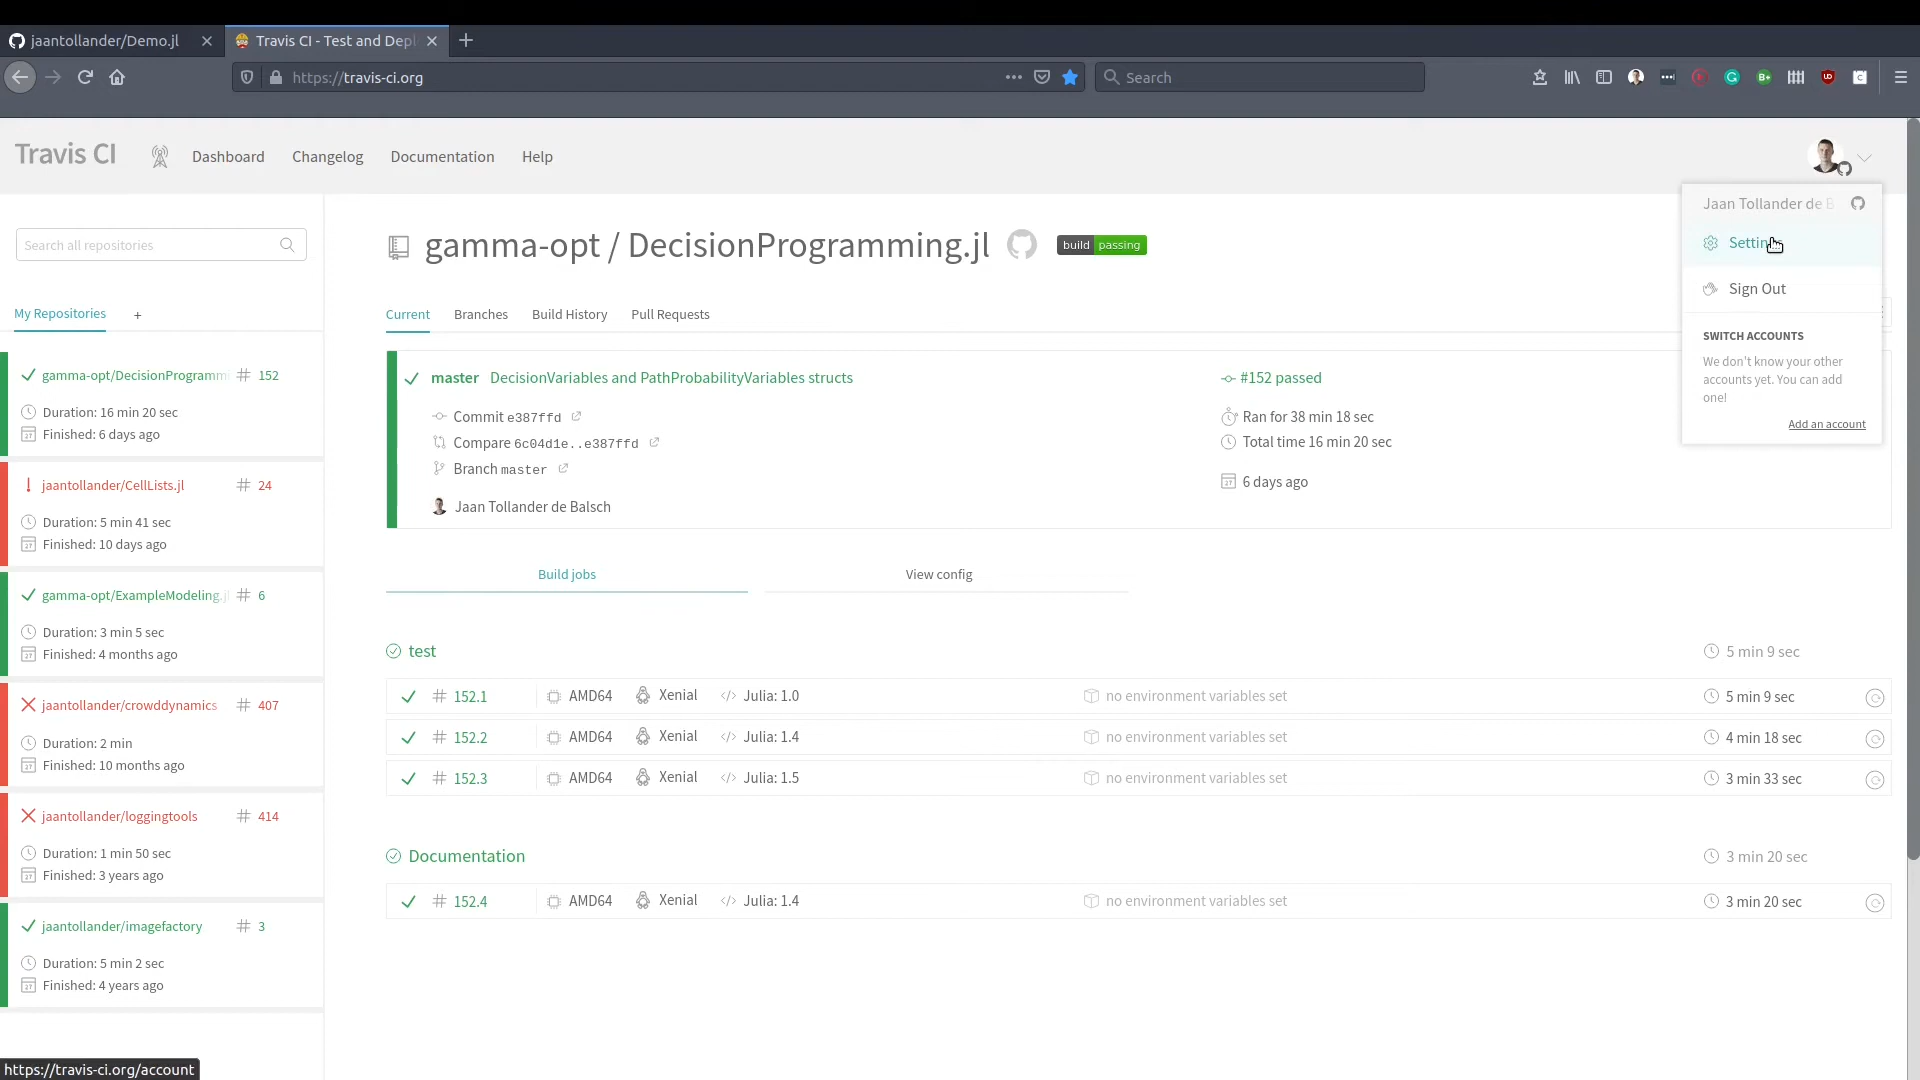 jaantollander/Demo.jl
Travis CI - Test and Depl
https://travis-ci.org
Search
Travis CI
Dashboard
Changelog
Documentation
Help
Jaan Tollander de B
Settin
Sign Out
SWITCH ACCOUNTS
We don't know your other
accounts yet. You can add
one!
Add an account
Search all repositories
My Repositories
+
gamma-opt/DecisionProgramm # 152
Duration: 16 min 20 sec
Finished: 6 days ago
! jaantollander/CellLists.jl # 24
Duration: 5 min 41 sec
Finished: 10 days ago
gamma-opt/ExampleModeling.jl # 6
Duration: 3 min 5 sec
Finished: 4 months ago
jaantollander/crowddynamics # 407
Duration: 2 min
Finished: 10 months ago
jaantollander/loggingtools # 414
Duration: 1 min 50 sec
Finished: 3 years ago
jaantollander/imagefactory # 3
Duration: 5 min 2 sec
Finished: 4 years ago
gamma-opt / DecisionProgramming.jl
build passing
Current
Branches
Build History
Pull Requests
master DecisionVariables and PathProbabilityVariables structs
Commit e387ffd
Compare 6c04d1e..e387ffd
Branch master
Jaan Tollander de Balsch
#152 passed
Ran for 38 min 18 sec
Total time 16 min 20 sec
6 days ago
Build jobs
View config
test
5 min 9 sec
# 152.1 AMD64 Xenial </> Julia: 1.0 no environment variables set 5 min 9 sec
# 152.2 AMD64 Xenial </> Julia: 1.4 no environment variables set 4 min 18 sec
# 152.3 AMD64 Xenial </> Julia: 1.5 no environment variables set 3 min 33 sec
Documentation
3 min 20 sec
# 152.4 AMD64 Xenial </> Julia: 1.4 no environment variables set 3 min 20 sec
https://travis-ci.org/account